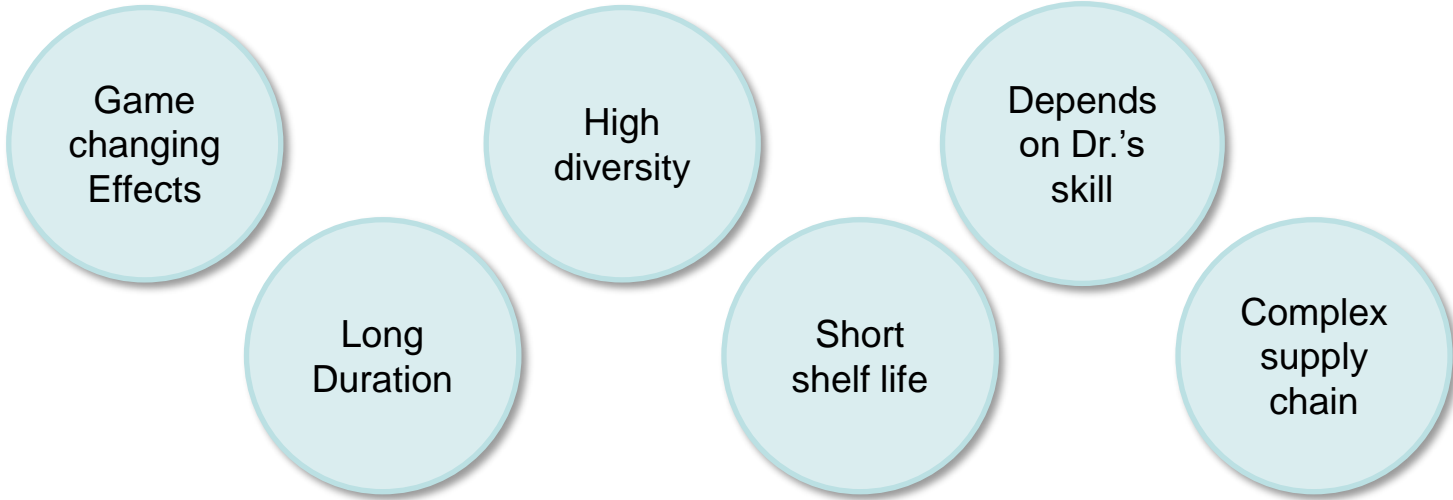 Game
changing
Effects
Long
Duration
High
diversity
Short
shelf life
Depends
on Dr.'s
skill
Complex
supply
chain